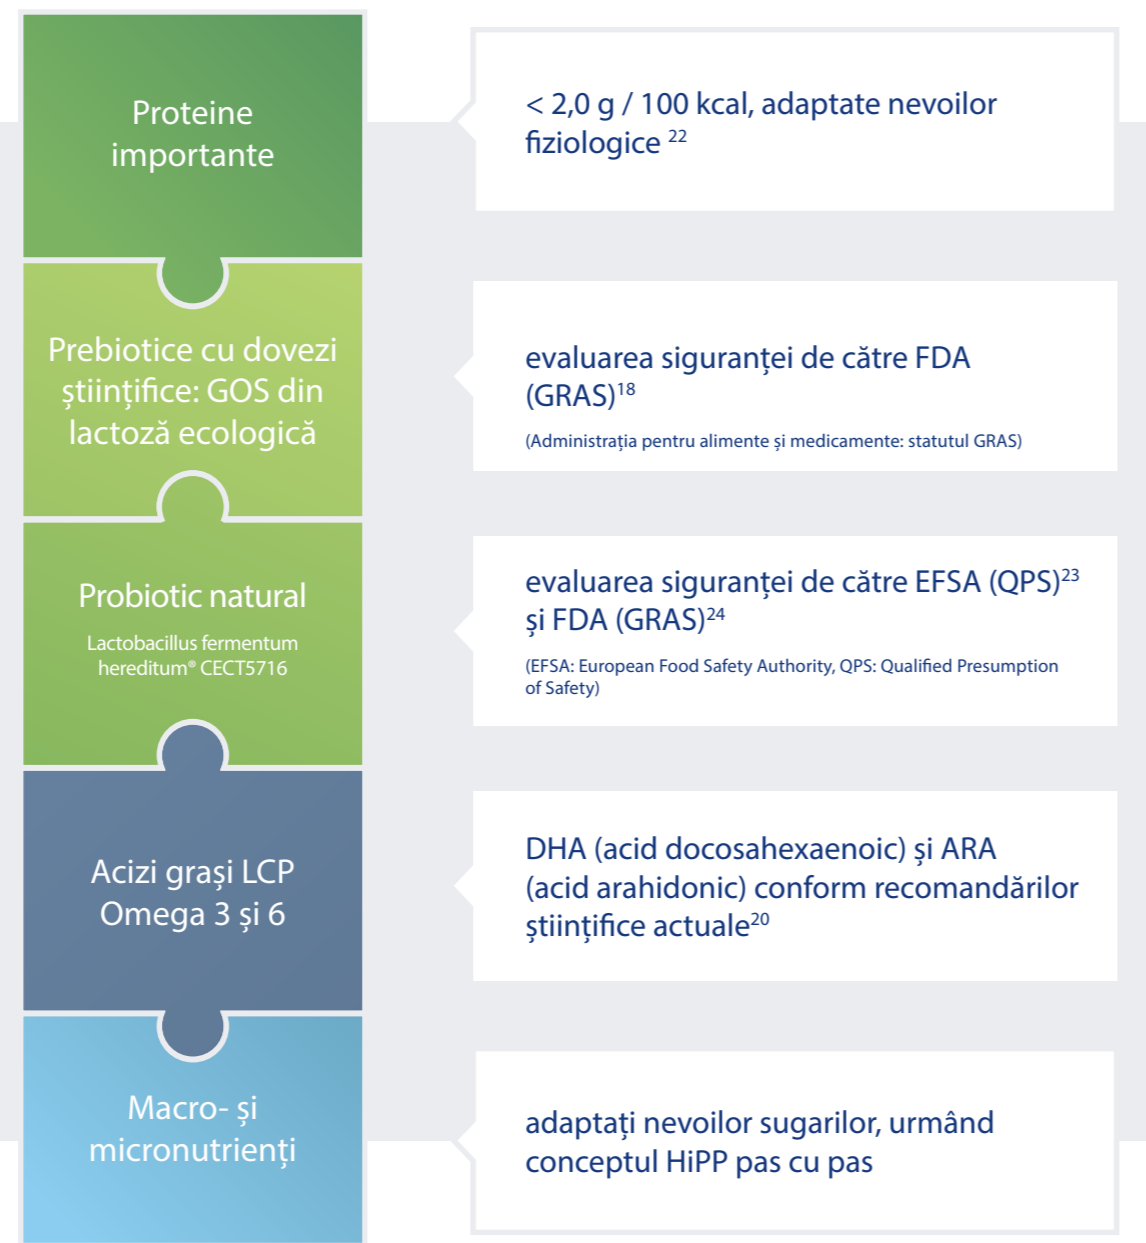 Proteine
importante
< 2,0 g / 100 kcal, adaptate nevoilor
fiziologice ²²
Prebiotice cu dovezi
științifice: GOS din
lactoză ecologică
evaluarea siguranței de către FDA
(GRAS)¹⁸
(Administrația pentru alimente și medicamente: statutul GRAS)
Probiotic natural
Lactobacillus fermentum
hereditum® CECT5716
evaluarea siguranței de către EFSA (QPS)²³
și FDA (GRAS)²⁴
(EFSA: European Food Safety Authority, QPS: Qualified Presumption
of Safety)
Acizi grași LCP
Omega 3 și 6
DHA (acid docosahexaenoic) și ARA
(acid arahidonic) conform recomandărilor
științifice actuale²⁰
Macro- și
micronutrienți
adaptați nevoilor sugarilor, urmând
conceptul HiPP pas cu pas